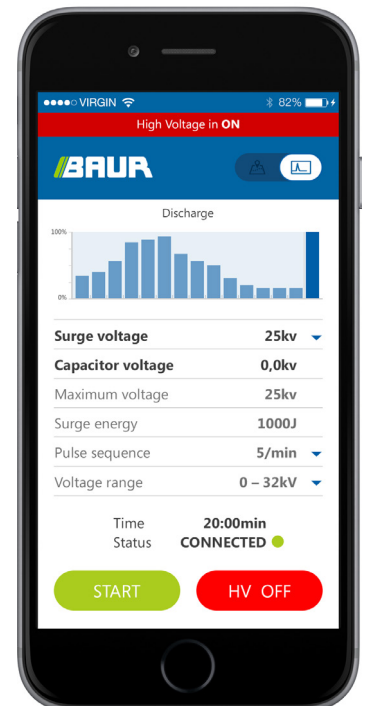 VIRGIN 82%
High Voltage in ON
BAUR
Discharge
100%
0%
Surge voltage 25kv
Capacitor voltage 0,0kv
Maximum voltage 25kv
Surge energy 1000J
Pulse sequence 5/min
Voltage range 0 – 32kV
Time 20:00min
Status CONNECTED
START HV OFF